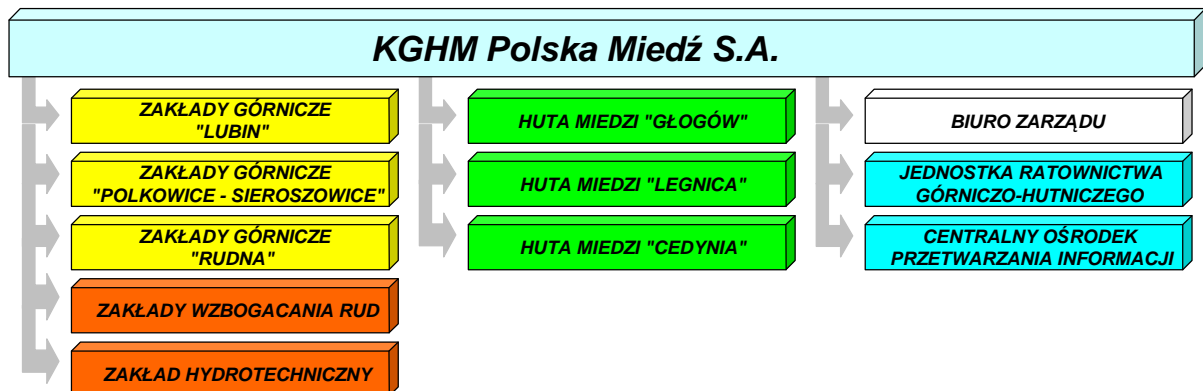 KGHM Polska Miedź S.A.
ZAKŁADY GÓRNICZE
"LUBIN"
ZAKŁADY GÓRNICZE
"POLKOWICE - SIEROSZOWICE"
ZAKŁADY GÓRNICZE
"RUDNA"
ZAKŁADY WZBOGACANIA RUD
ZAKŁAD HYDROTECHNICZNY
HUTA MIEDZI "GŁOGÓW"
HUTA MIEDZI "LEGNICA"
HUTA MIEDZI "CEDYNIA"
BIURO ZARZĄDU
JEDNOSTKA RATOWNICTWA
GÓRNICZO-HUTNICZEGO
CENTRALNY OŚRODEK
PRZETWARZANIA INFORMACJI